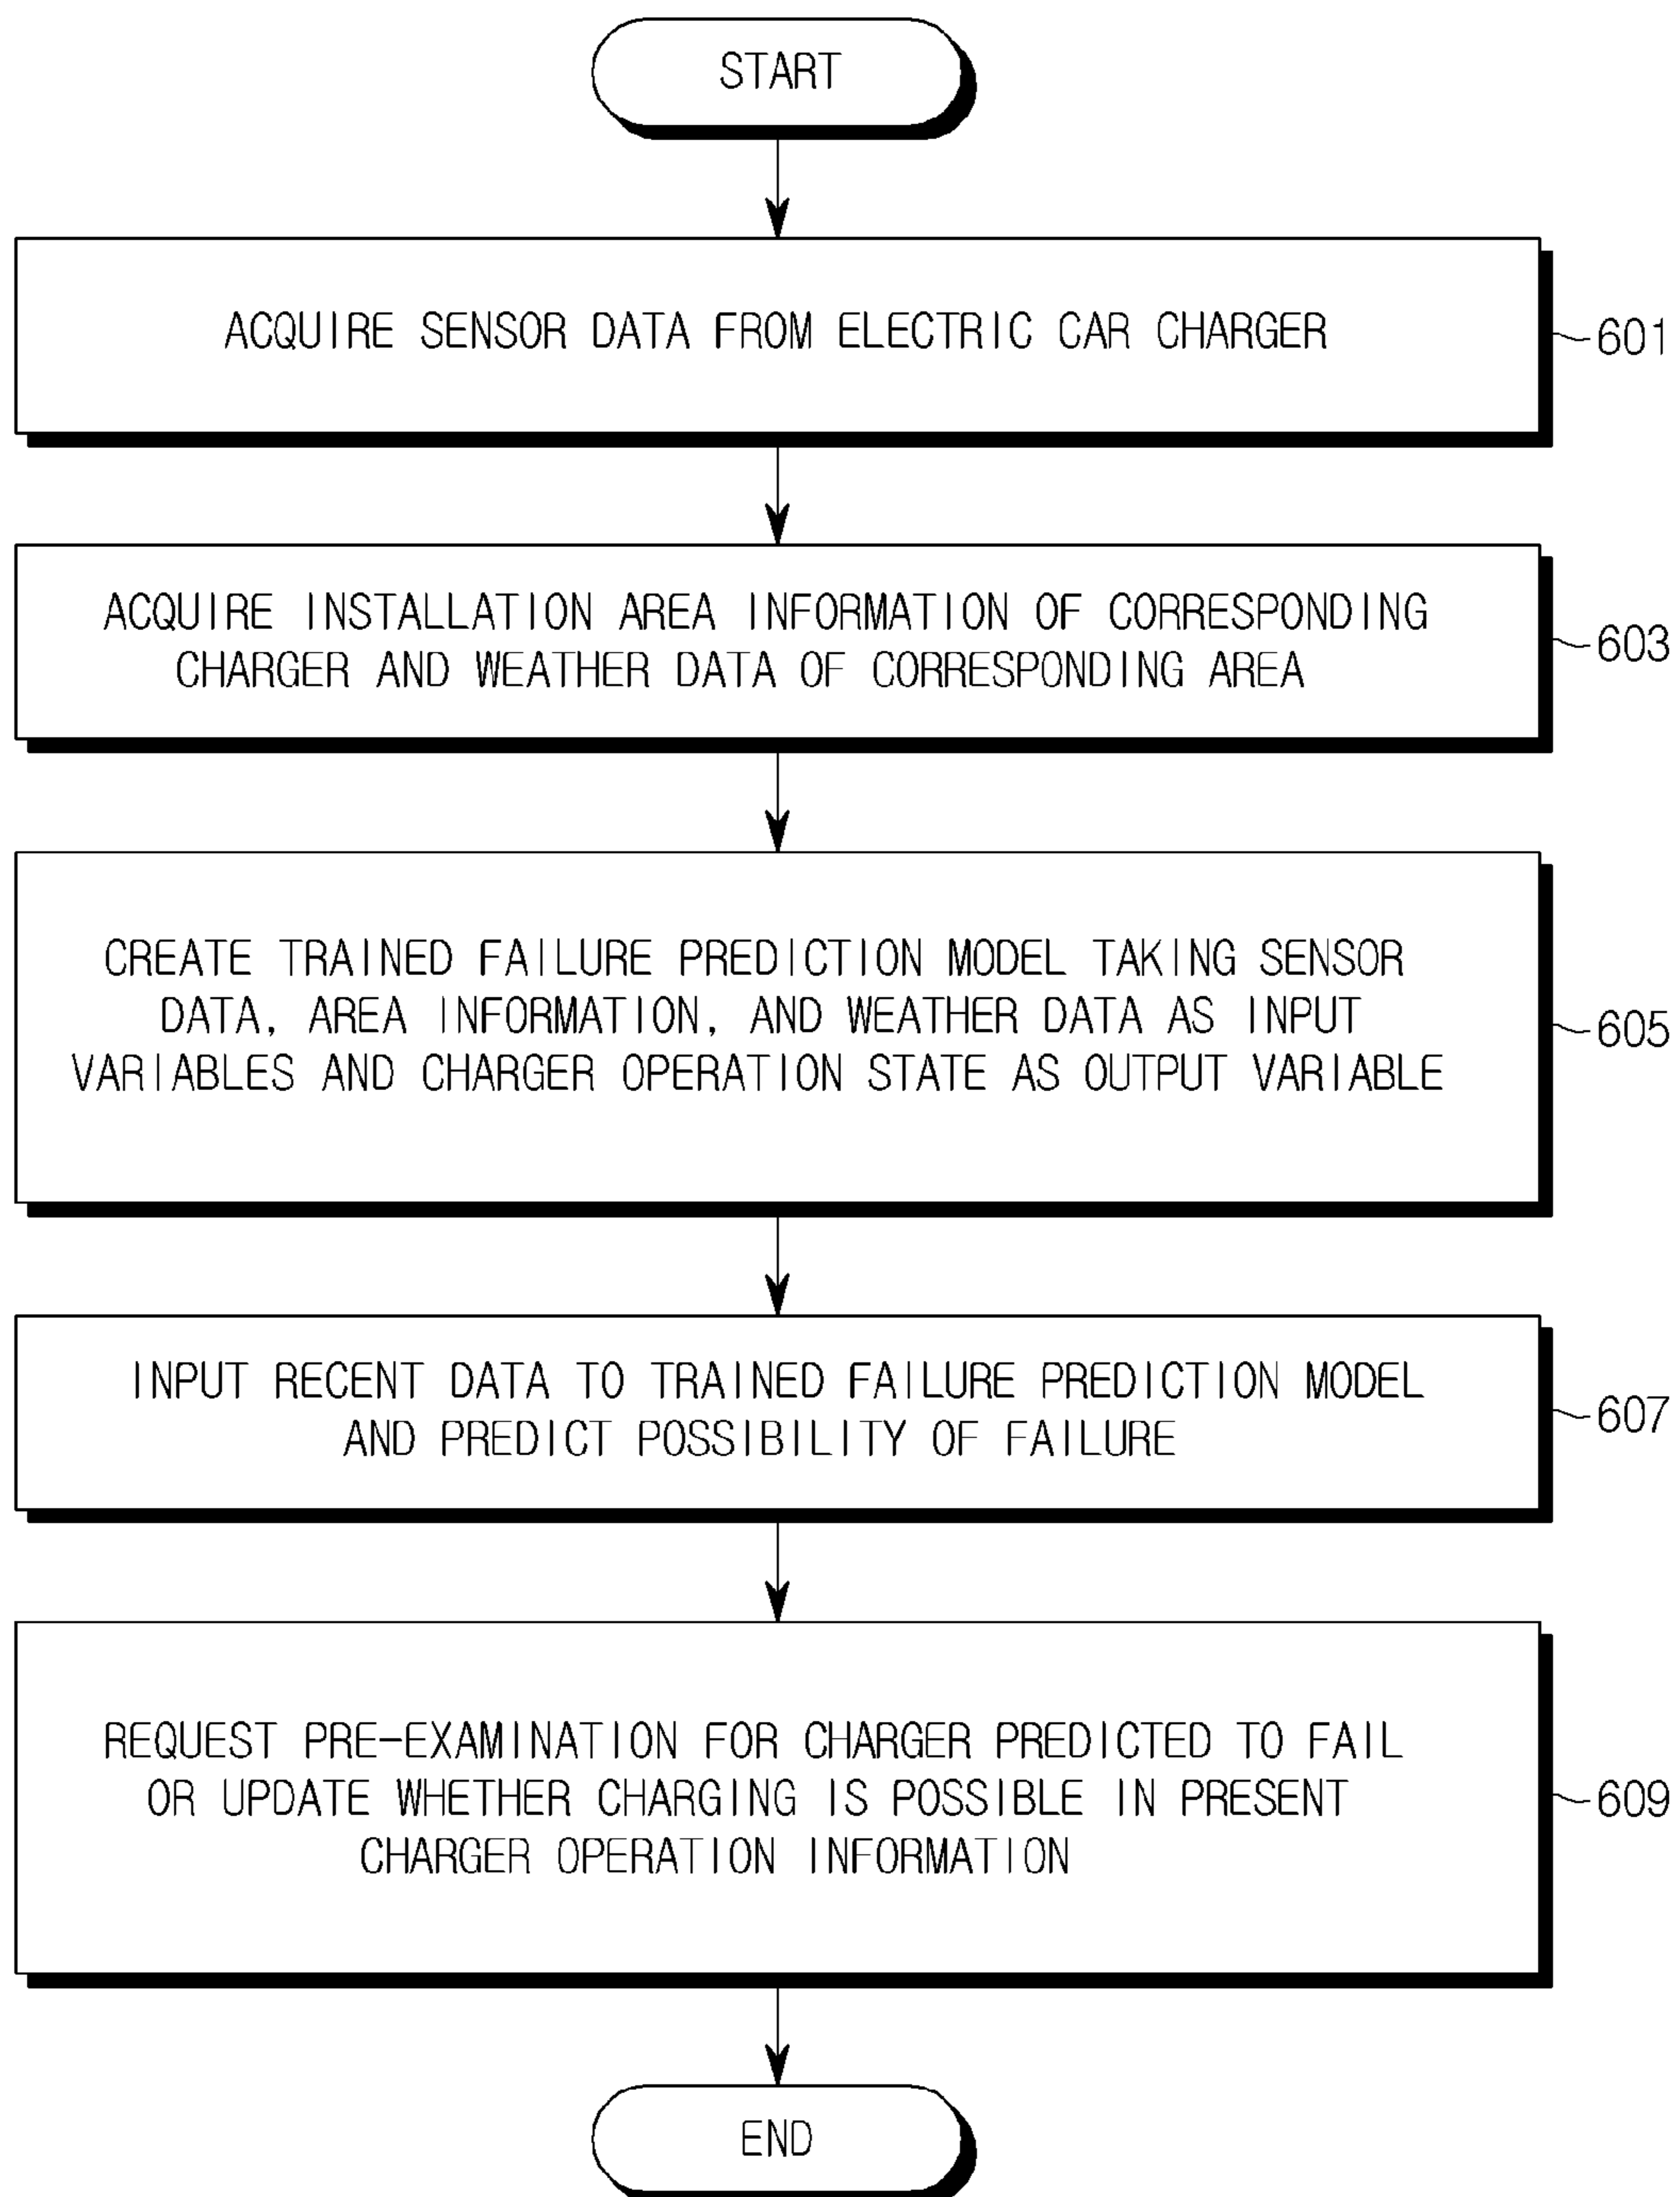 START
ACQUIRE SENSOR DATA FROM ELECTRIC CAR CHARGER
601
ACQUIRE INSTALLATION AREA INFORMATION OF CORRESPONDING
CHARGER AND WEATHER DATA OF CORRESPONDING AREA
603
CREATE TRAINED FAILURE PREDICTION MODEL TAKING SENSOR
DATA, AREA INFORMATION, AND WEATHER DATA AS INPUT
VARIABLES AND CHARGER OPERATION STATE AS OUTPUT VARIABLE
605
INPUT RECENT DATA TO TRAINED FAILURE PREDICTION MODEL
AND PREDICT POSSIBILITY OF FAILURE
607
REQUEST PRE-EXAMINATION FOR CHARGER PREDICTED TO FAIL
OR UPDATE WHETHER CHARGING IS POSSIBLE IN PRESENT
CHARGER OPERATION INFORMATION
609
END